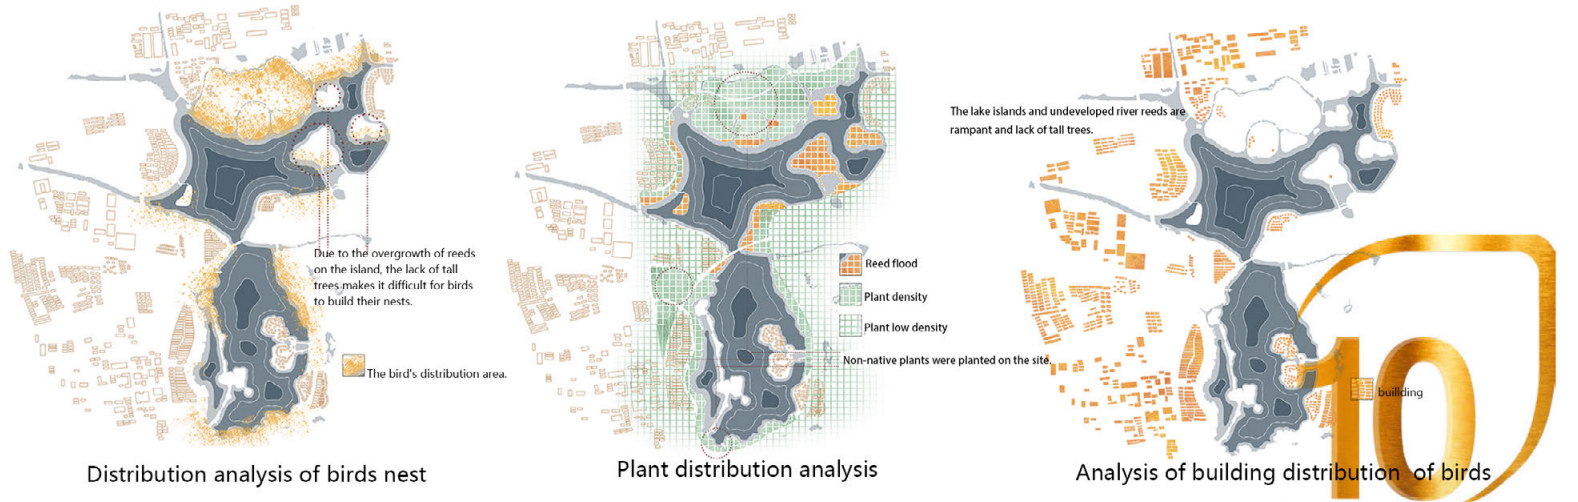 Due to the overgrowth of reeds
on the island, the lack of tall
trees makes it difficult for birds
to build their nests.
The bird's distribution area.
Distribution analysis of birds nest
Reed flood
Plant density
Plant low density
Non-native plants were planted on the site.
Plant distribution analysis
The lake islands and undeveloped river reeds are
rampant and lack of tall trees.
buillding
10
Analysis of building distribution of birds